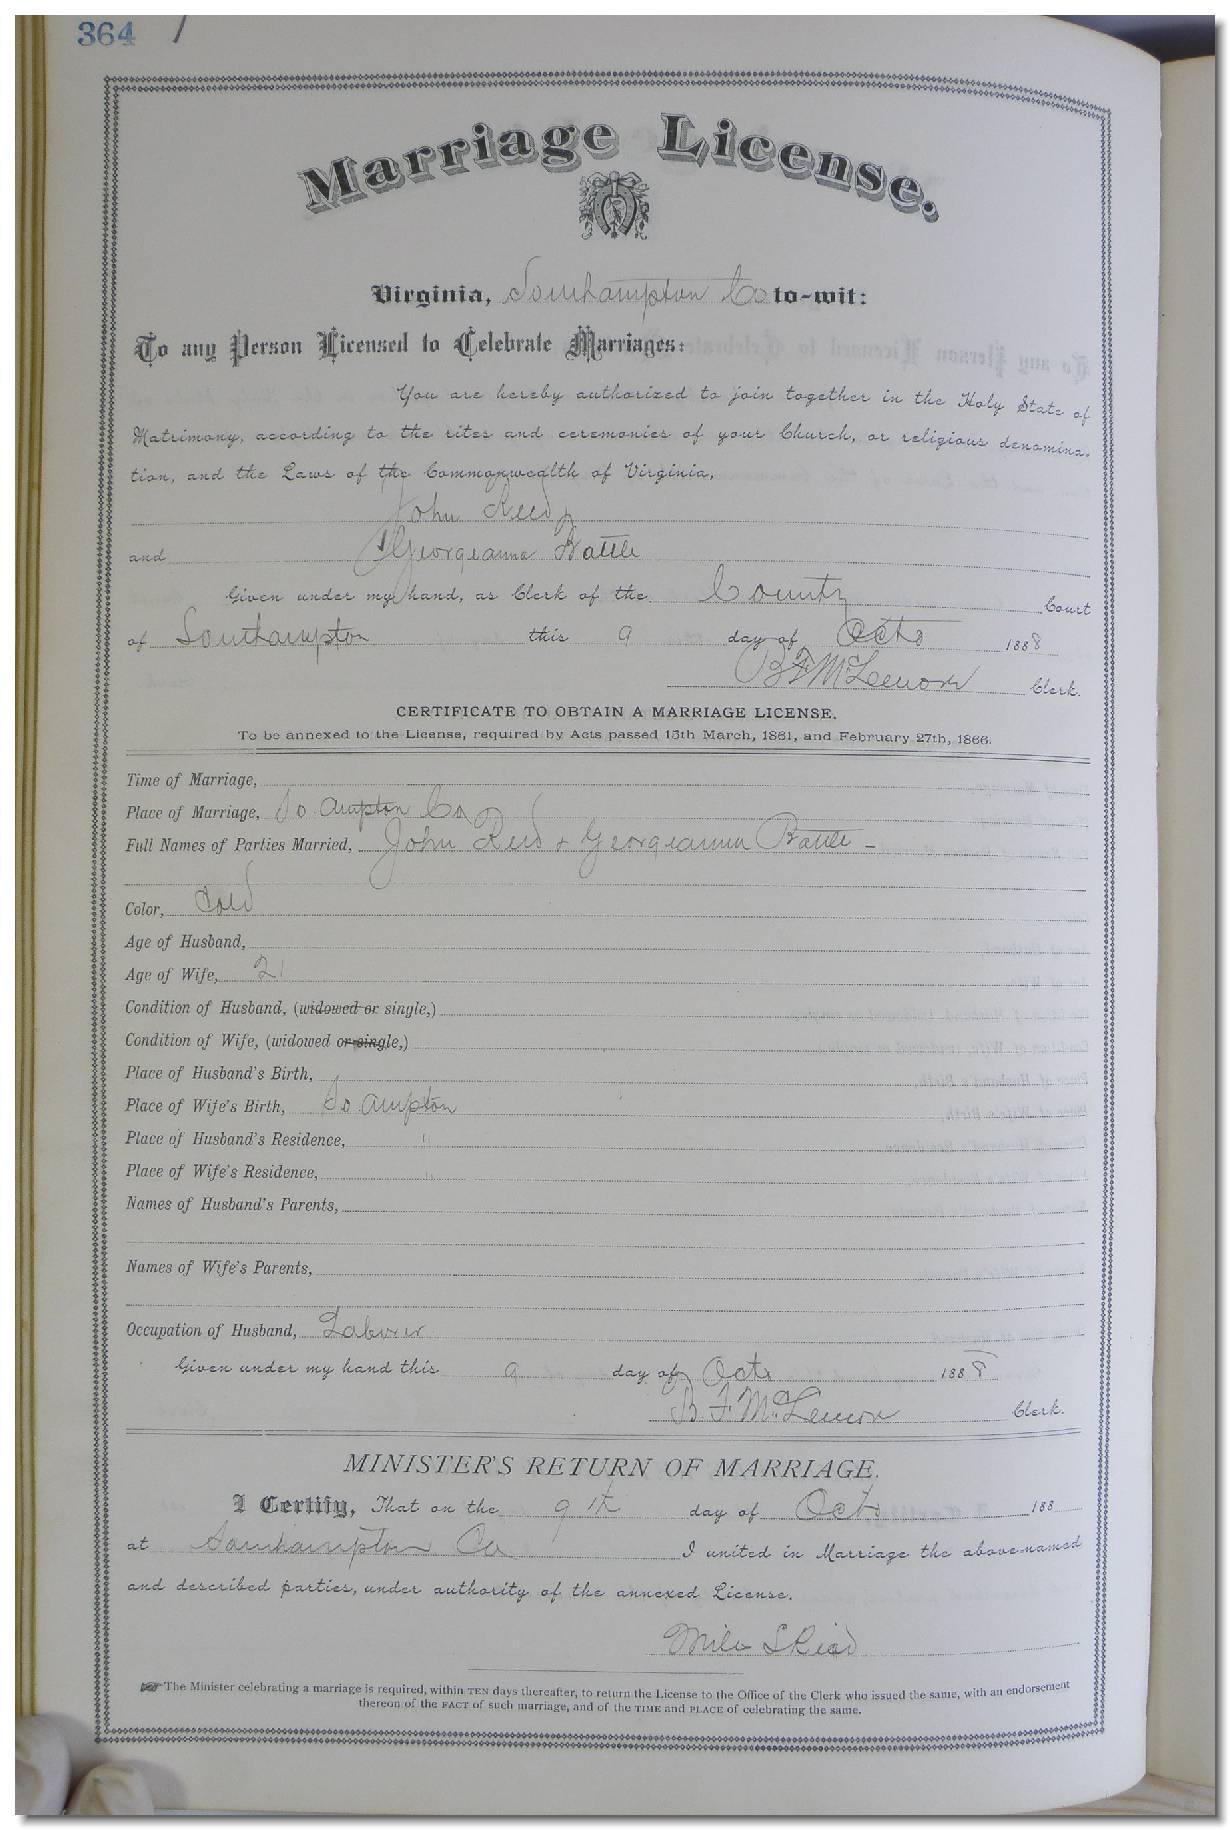 364
Marriage License.
Virginia, Southampton Co to-wit:
To any Person Licensed to Celebrate Marriages:
You are hereby authorized to join together in the Holy State of
Matrimony, according to the rites and ceremonies of your Church, or religious denomina-
tion, and the Laws of the Commonwealth of Virginia,
John Reed
and Georgeanna Battle
Given under my hand, as Clerk of the County Court
of Southampton this 9 day of Octo 1888
B F McLemore Clerk.
CERTIFICATE TO OBTAIN A MARRIAGE LICENSE.
To be annexed to the License, required by Acts passed 15th March, 1861, and February 27th, 1866.
Time of Marriage,
Place of Marriage, So ampton Co
Full Names of Parties Married, John Reed & Georgeanna Battle -
Color, Cold
Age of Husband,
Age of Wife, 21
Condition of Husband, (widowed or single,)
Condition of Wife, (widowed or single,)
Place of Husband's Birth,
Place of Wife's Birth, So ampton
Place of Husband's Residence, "
Place of Wife's Residence, "
Names of Husband's Parents,
Names of Wife's Parents,
Occupation of Husband, Laborer
Given under my hand this 9 day of Octo 1888
B. F. McLemore Clerk.
MINISTER'S RETURN OF MARRIAGE.
I Certify, That on the 9th day of Octo 188
at Southampton Co I united in Marriage the above-named
and described parties, under authority of the annexed License.
☞ The Minister celebrating a marriage is required, within TEN days thereafter, to return the License to the Office of the Clerk who issued the same, with an endorsement
thereon of the FACT of such marriage, and of the TIME and PLACE of celebrating the same.